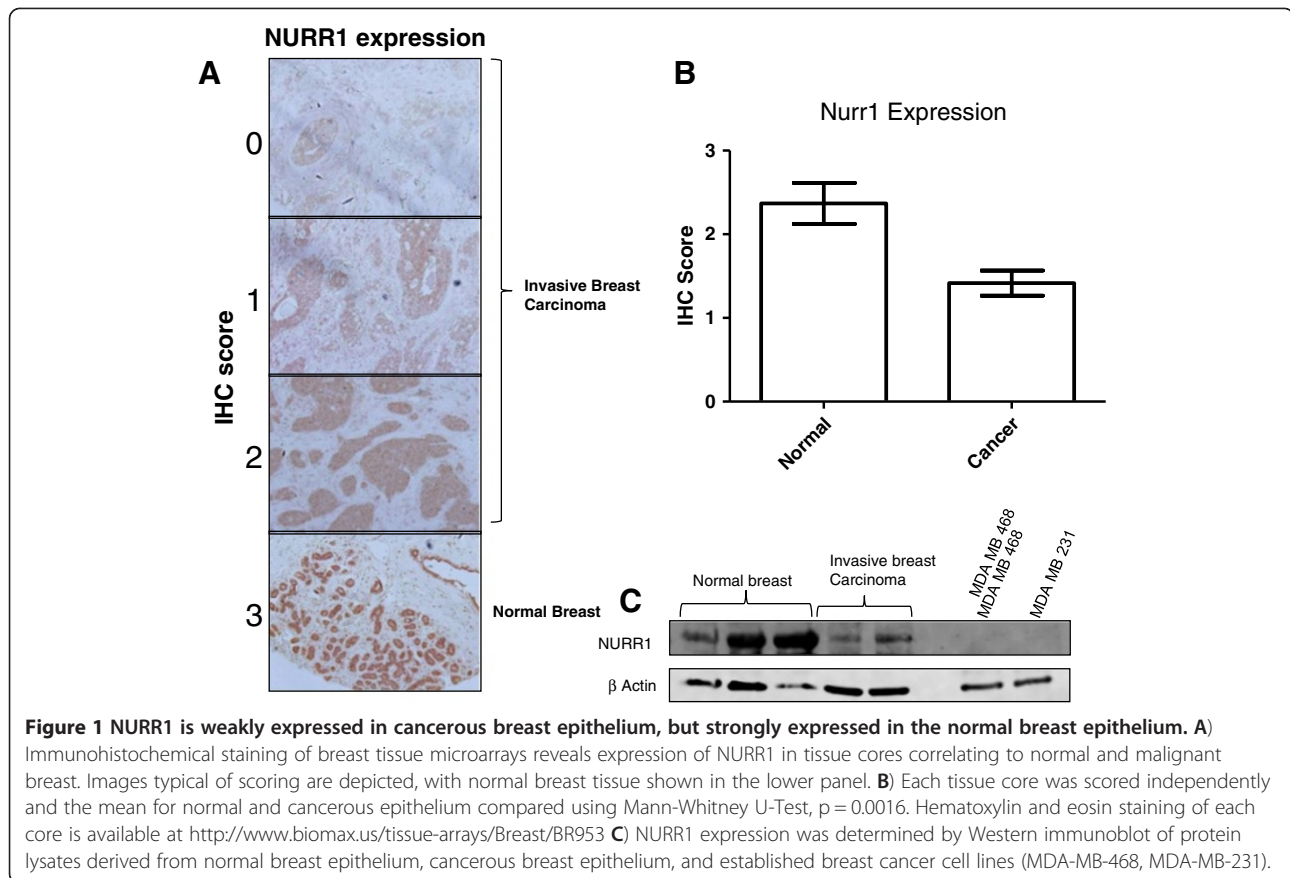 NURR1 expression
A
IHC score
0
1
2
3
Invasive Breast
Carcinoma
Normal Breast
B
Nurr1 Expression
IHC Score
3
2
1
0
Normal
Cancer
C
Normal breast
Invasive breast
Carcinoma
MDA MB 468
MDA MB 468
MDA MB 231
NURR1
β Actin
Figure 1 NURR1 is weakly expressed in cancerous breast epithelium, but strongly expressed in the normal breast epithelium. A)
Immunohistochemical staining of breast tissue microarrays reveals expression of NURR1 in tissue cores correlating to normal and malignant
breast. Images typical of scoring are depicted, with normal breast tissue shown in the lower panel. B) Each tissue core was scored independently
and the mean for normal and cancerous epithelium compared using Mann-Whitney U-Test, p = 0.0016. Hematoxylin and eosin staining of each
core is available at http://www.biomax.us/tissue-arrays/Breast/BR953 C) NURR1 expression was determined by Western immunoblot of protein
lysates derived from normal breast epithelium, cancerous breast epithelium, and established breast cancer cell lines (MDA-MB-468, MDA-MB-231).